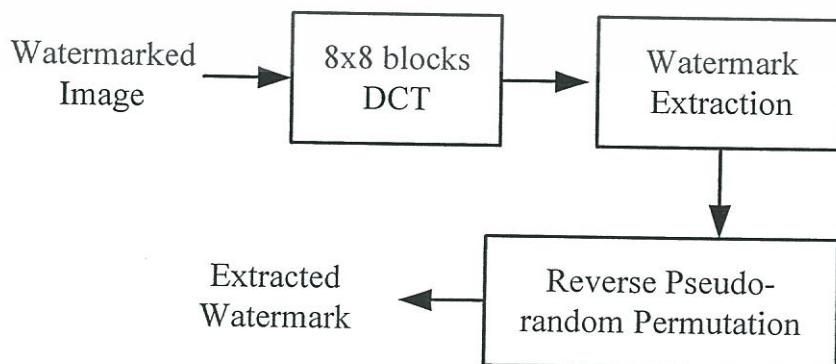 Watermarked
Image
8x8 blocks
DCT
Watermark
Extraction
Reverse Pseudo-
random Permutation
Extracted
Watermark